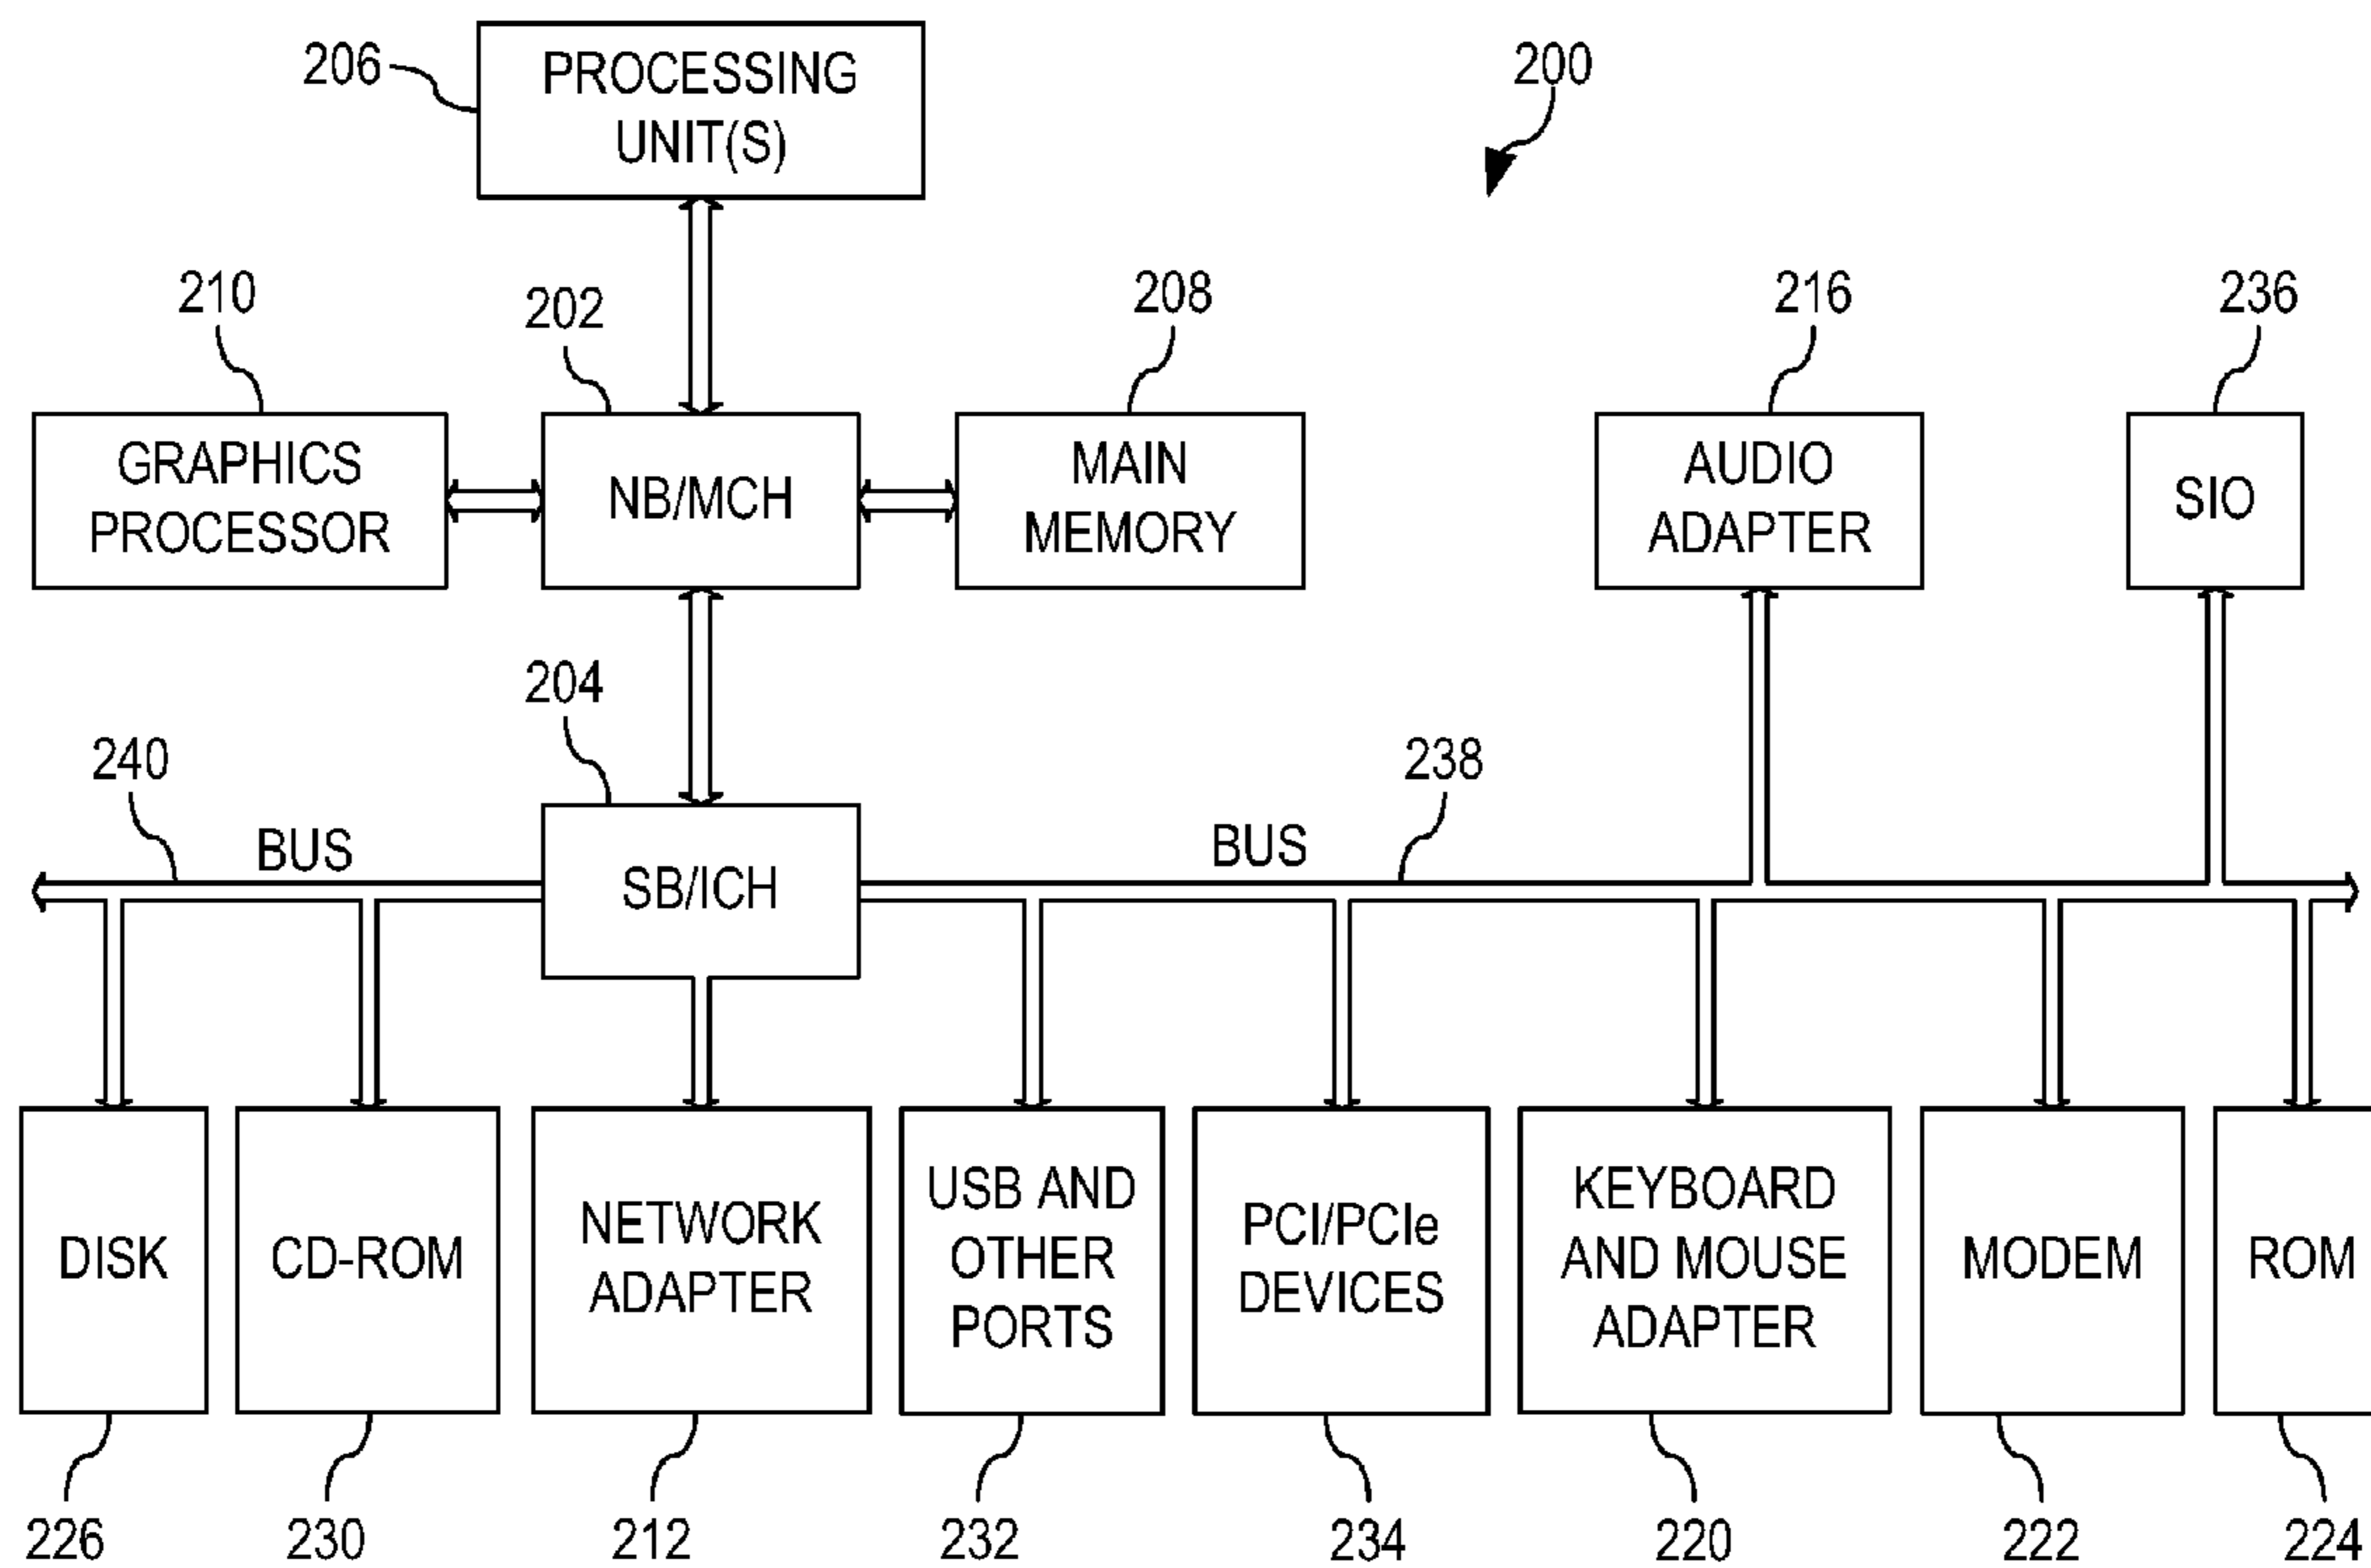 206
PROCESSING
UNIT(S)
200
210
202
208
216
236
GRAPHICS
PROCESSOR
NB/MCH
MAIN
MEMORY
AUDIO
ADAPTER
SIO
204
240
238
BUS
BUS
SB/ICH
DISK
CD-ROM
NETWORK
ADAPTER
USB AND
OTHER
PORTS
PCI/PCIe
DEVICES
KEYBOARD
AND MOUSE
ADAPTER
MODEM
ROM
226
230
212
232
234
220
222
224